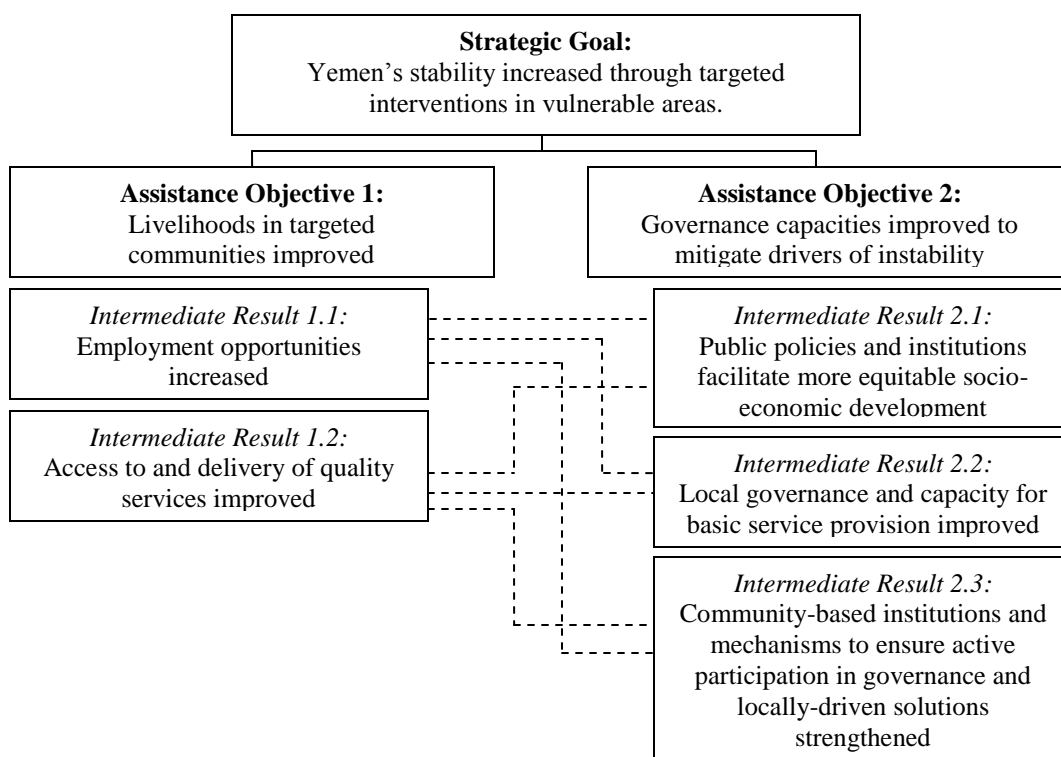 Strategic Goal:
Yemen’s stability increased through targeted
interventions in vulnerable areas.
Assistance Objective 1:
Livelihoods in targeted
communities improved
Assistance Objective 2:
Governance capacities improved to
mitigate drivers of instability
Intermediate Result 1.1:
Employment opportunities
increased
Intermediate Result 1.2:
Access to and delivery of quality
services improved
Intermediate Result 2.1:
Public policies and institutions
facilitate more equitable socio-
economic development
Intermediate Result 2.2:
Local governance and capacity for
basic service provision improved
Intermediate Result 2.3:
Community-based institutions and
mechanisms to ensure active
participation in governance and
locally-driven solutions
strengthened